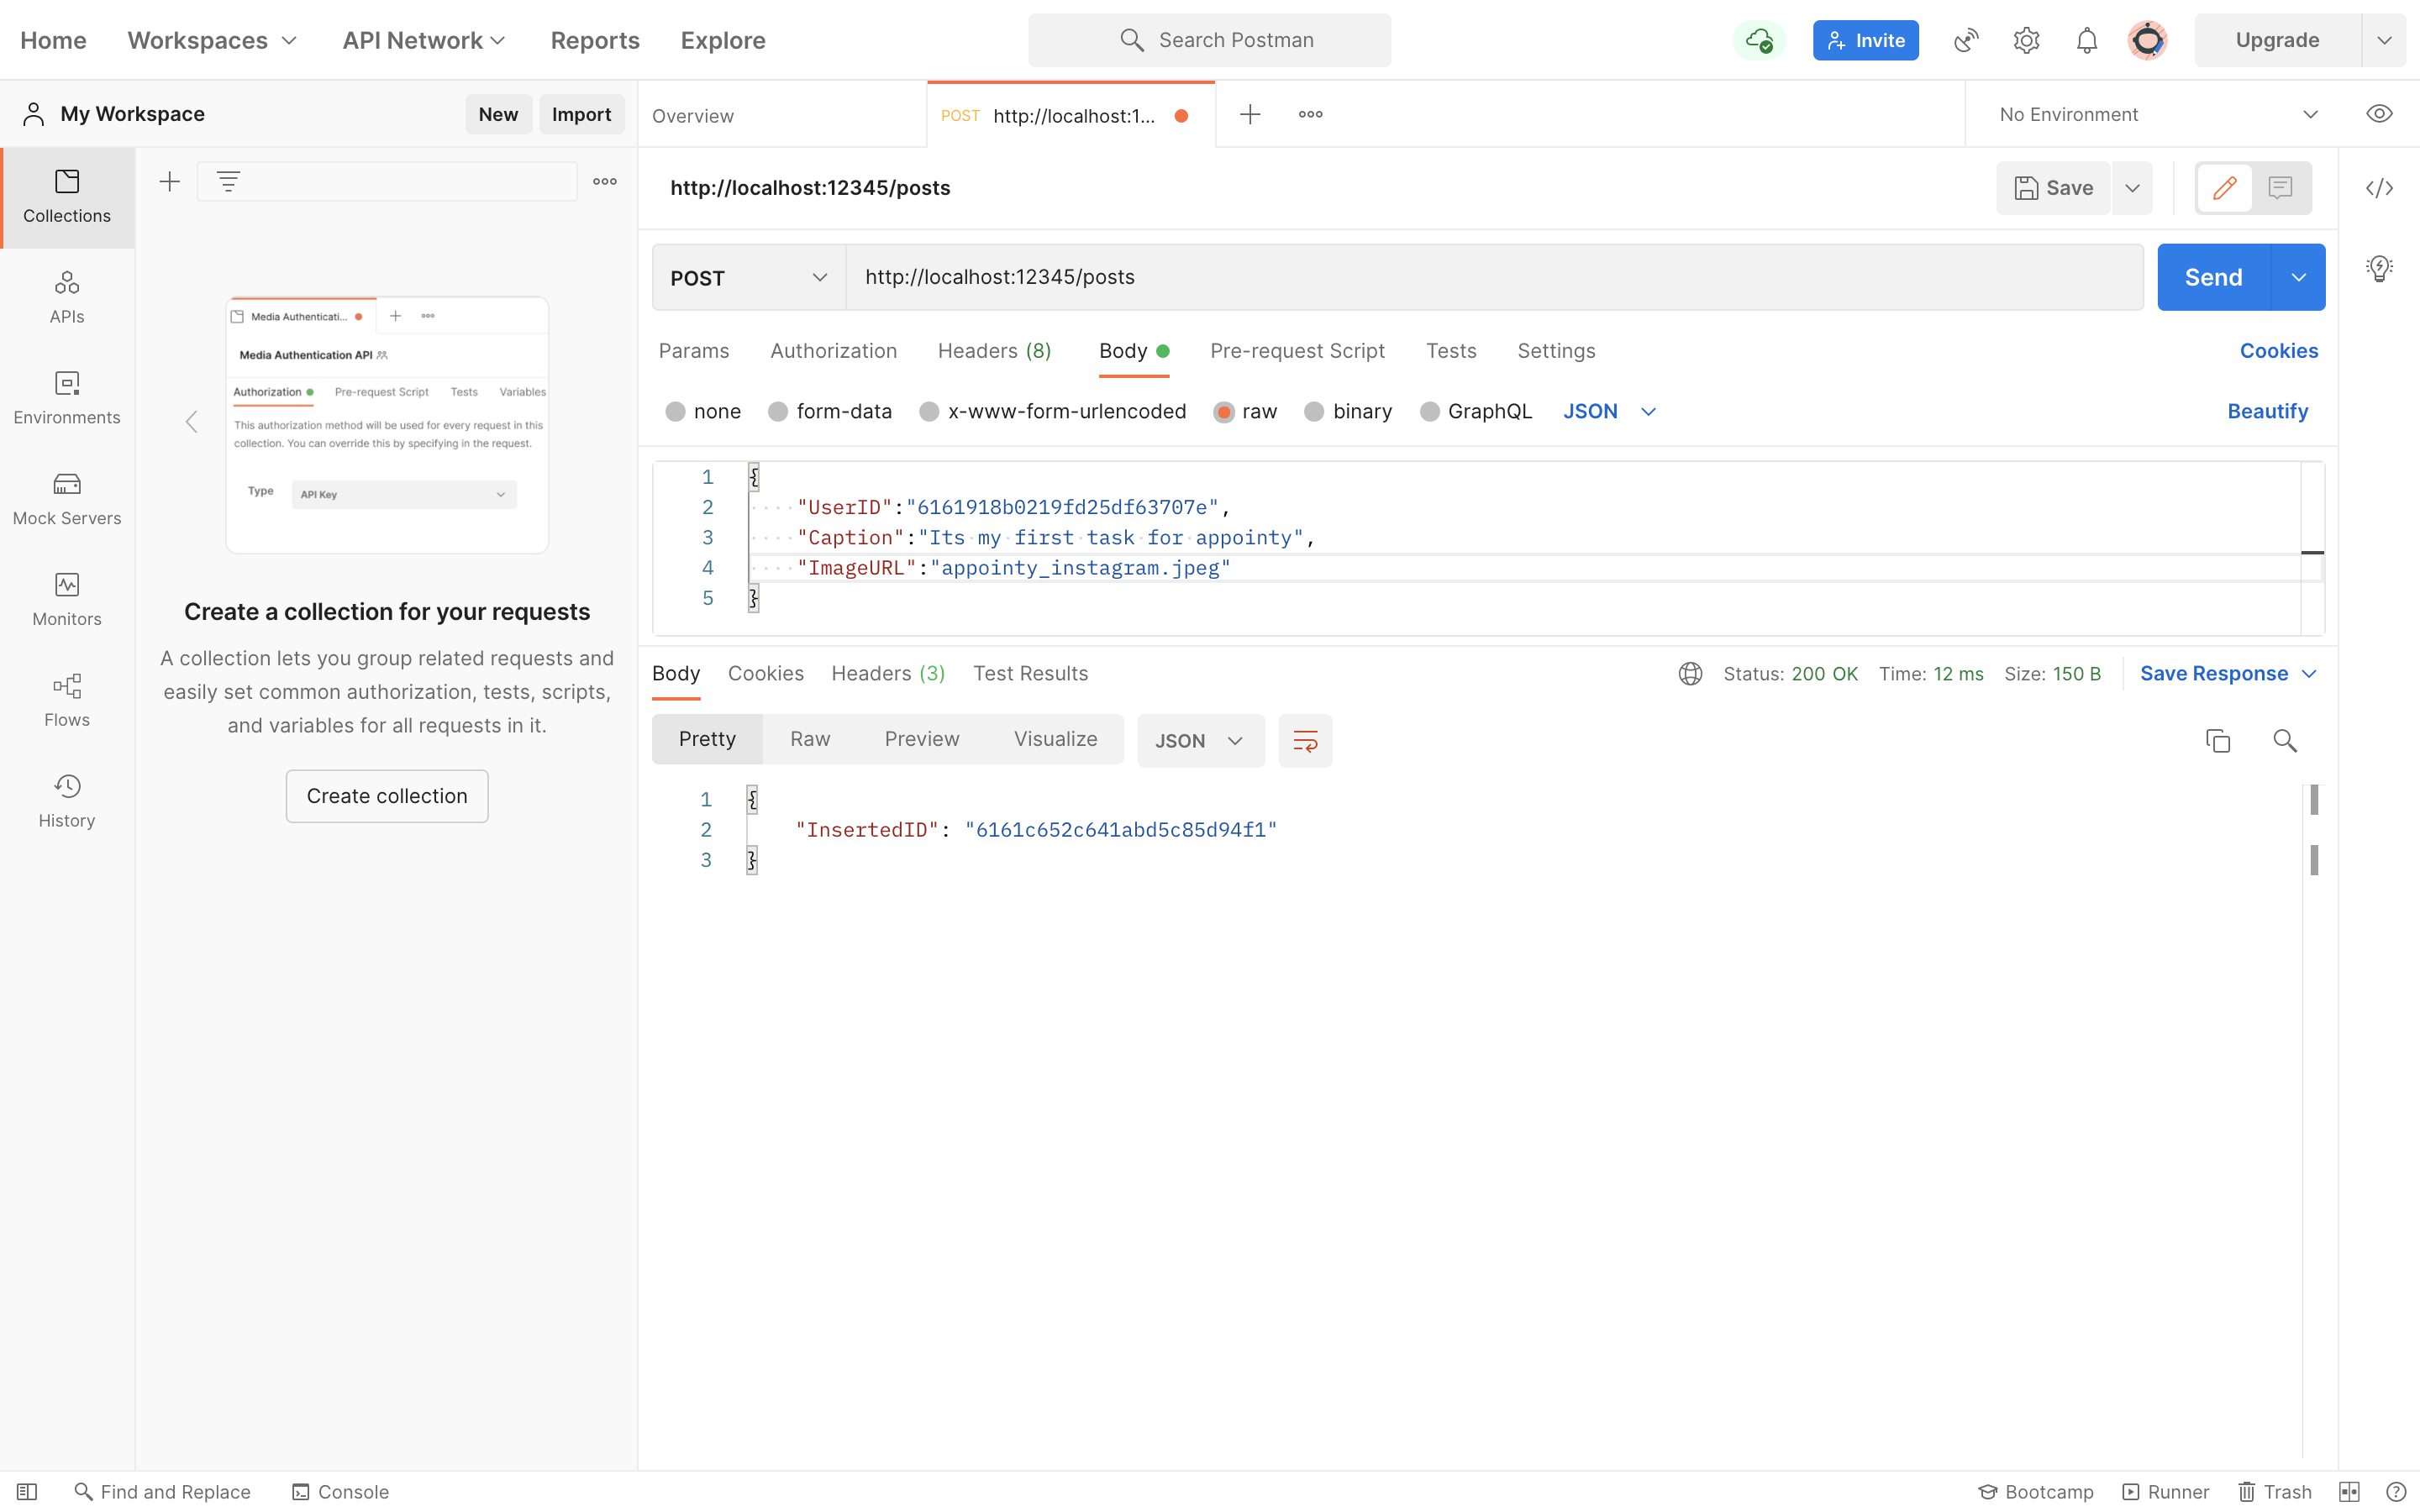 Home Workspaces API Network Reports Explore Search Postman Invite Upgrade
My Workspace New Import Overview POST http://localhost:1... No Environment
Collections
APIs
Environments
Mock Servers
Monitors
Flows
History
Media Authenticati...
Media Authentication API
Authorization Pre-request Script Tests Variables
This authorization method will be used for every request in this
collection. You can override this by specifying in the request.
Type API Key
Create a collection for your requests
A collection lets you group related requests and
easily set common authorization, tests, scripts,
and variables for all requests in it.
Create collection
http://localhost:12345/posts Save
POST http://localhost:12345/posts Send
Params Authorization Headers (8) Body Pre-request Script Tests Settings Cookies
none form-data x-www-form-urlencoded raw binary GraphQL JSON Beautify
1 {
2 "UserID":"6161918b0219fd25df63707e",
3 "Caption":"Its my first task for appointy",
4 "ImageURL":"appointy_instagram.jpeg"
5 }
Body Cookies Headers (3) Test Results Status: 200 OK Time: 12 ms Size: 150 B Save Response
Pretty Raw Preview Visualize JSON
1 {
2 "InsertedID": "6161c652c641abd5c85d94f1"
3 }
Find and Replace Console Bootcamp Runner Trash